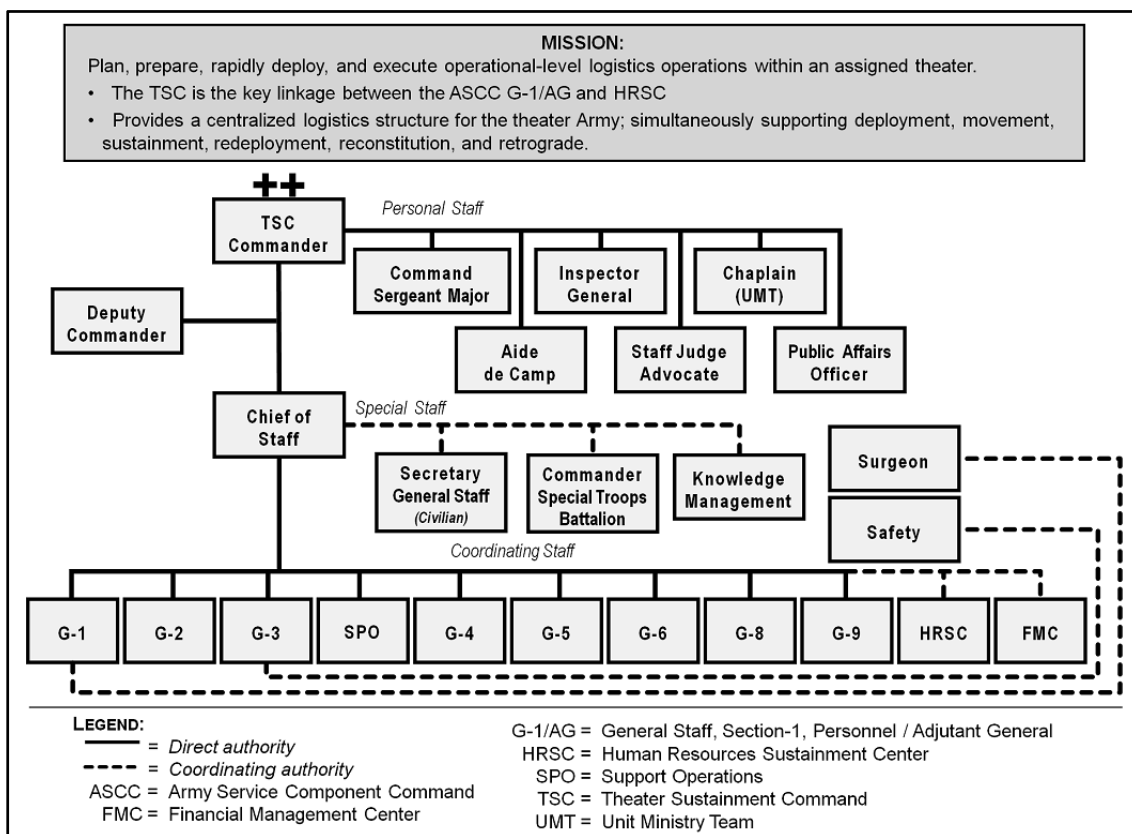 MISSION:
Plan, prepare, rapidly deploy, and execute operational-level logistics operations within an assigned theater.
• The TSC is the key linkage between the ASCC G-1/AG and HRSC
• Provides a centralized logistics structure for the theater Army; simultaneously supporting deployment, movement,
sustainment, redeployment, reconstitution, and retrograde.
++
TSC
Commander
Personal Staff
Command
Sergeant Major
Inspector
General
Chaplain
(UMT)
Deputy
Commander
Aide
de Camp
Staff Judge
Advocate
Public Affairs
Officer
Chief of
Staff
Special Staff
Secretary
General Staff
(Civilian)
Commander
Special Troops
Battalion
Knowledge
Management
Surgeon
Safety
Coordinating Staff
G-1
G-2
G-3
SPO
G-4
G-5
G-6
G-8
G-9
HRSC
FMC
LEGEND:
= Direct authority
= Coordinating authority
ASCC = Army Service Component Command
FMC = Financial Management Center
G-1/AG = General Staff, Section-1, Personnel / Adjutant General
HRSC = Human Resources Sustainment Center
SPO = Support Operations
TSC = Theater Sustainment Command
UMT = Unit Ministry Team